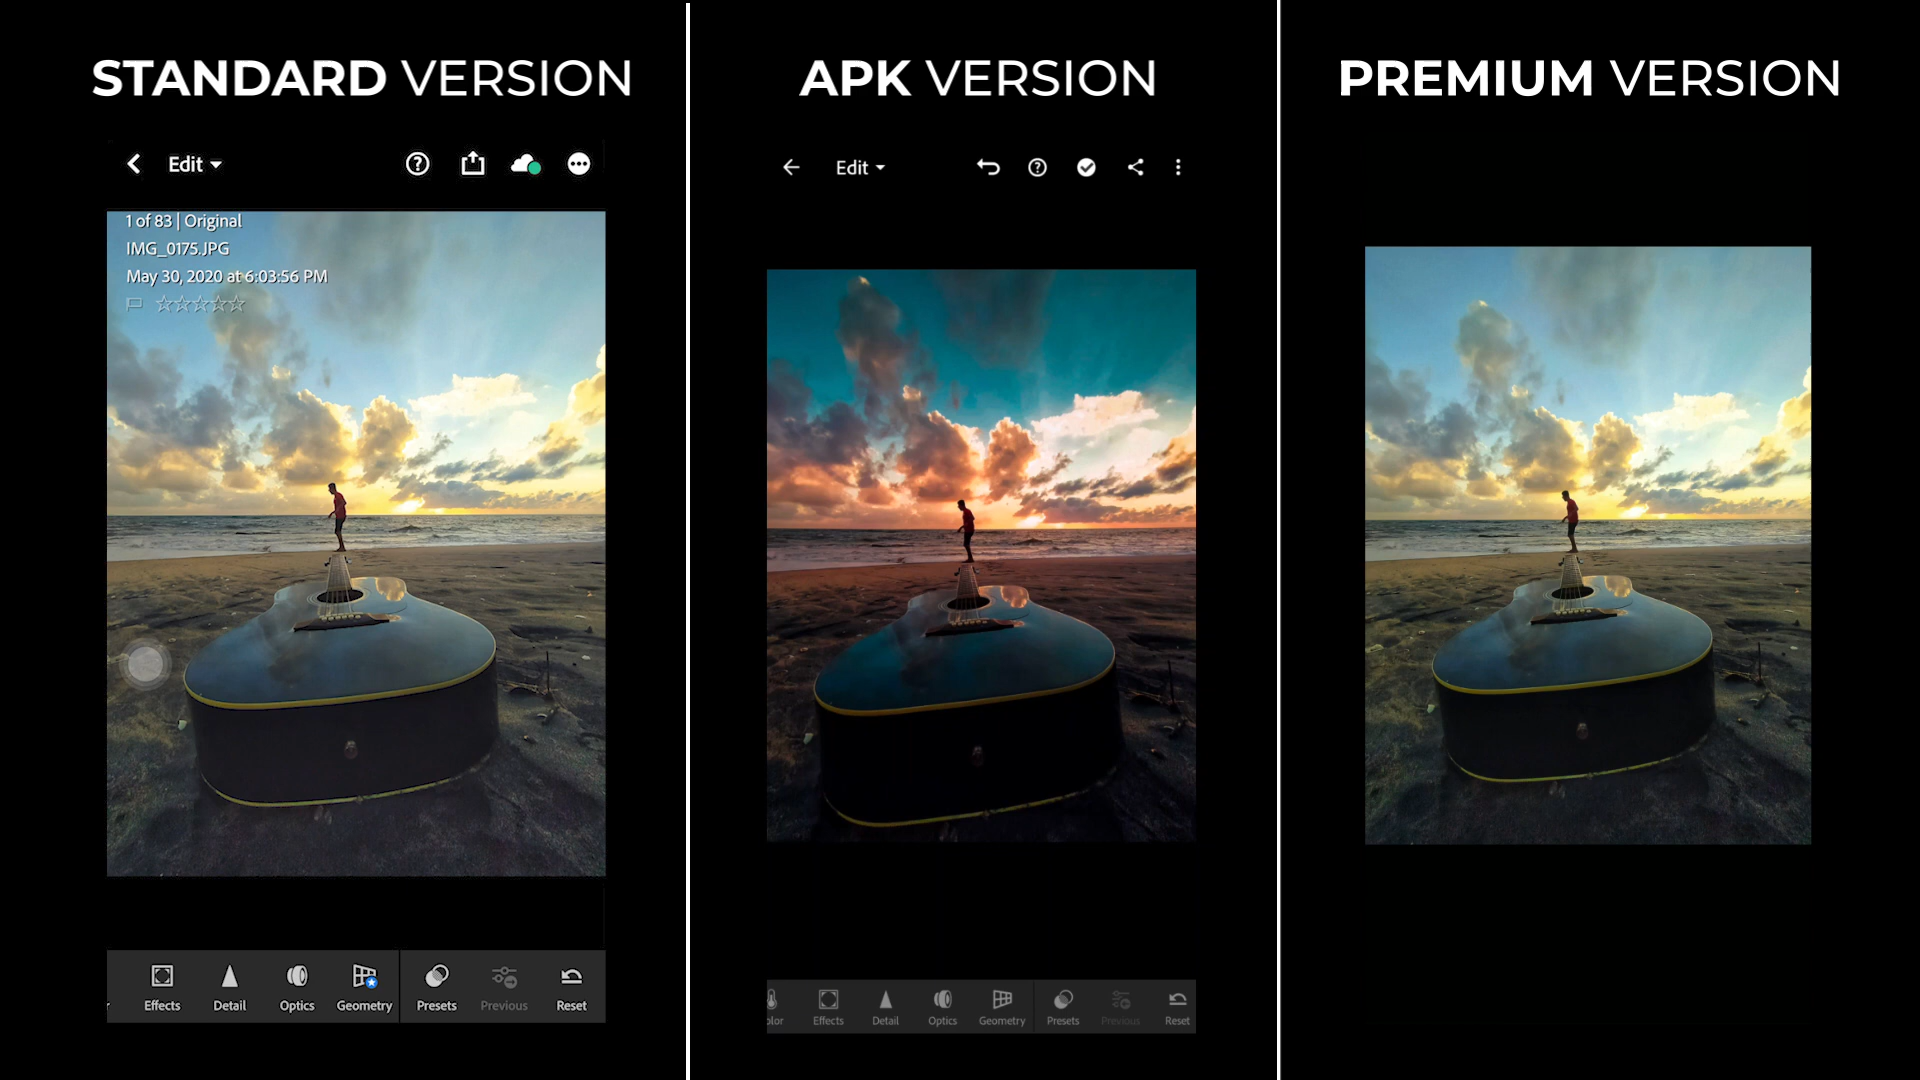 STANDARD VERSION
Edit
1 of 83 | Original
IMG_0175.JPG
May 30, 2020 at 6:03:56 PM
Effects Detail Optics Geometry Presets Previous Reset
APK VERSION
Edit
olor Effects Detail Optics Geometry Presets Previous Reset
PREMIUM VERSION